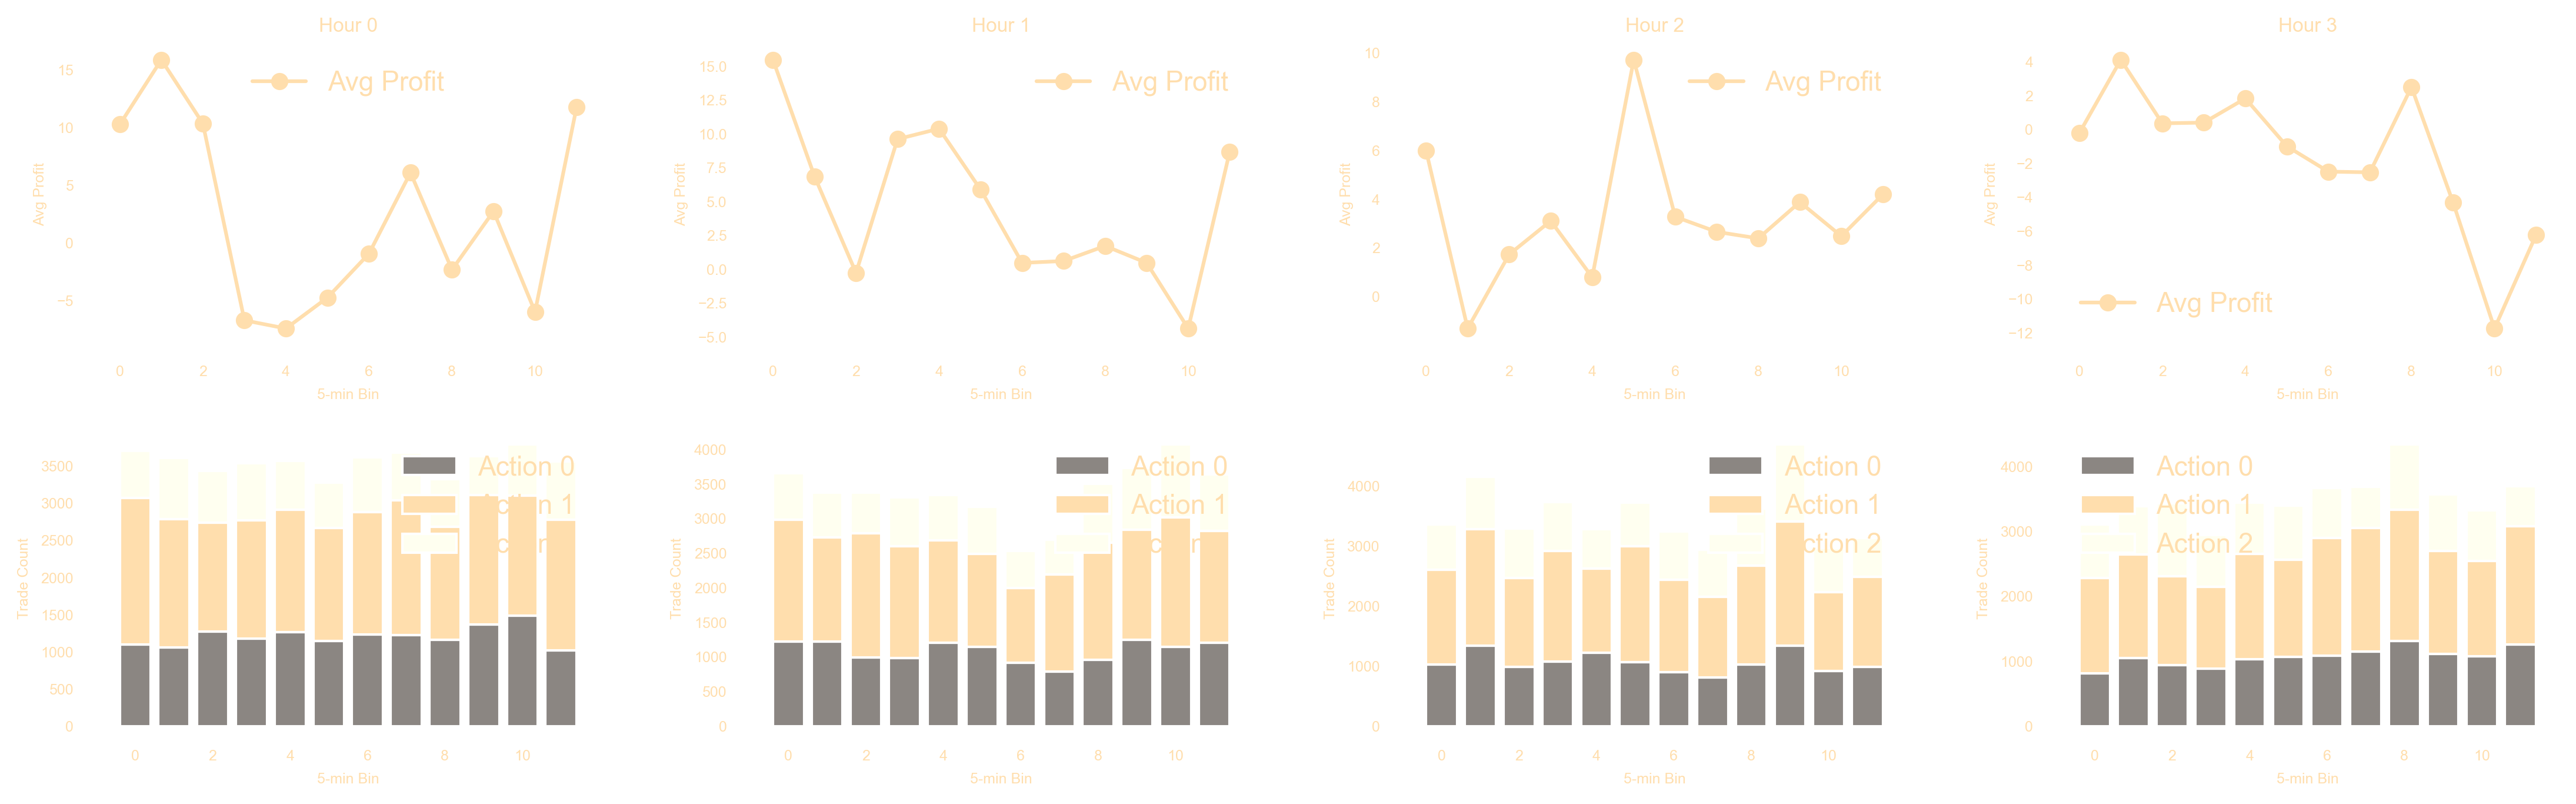 Hour 0
Avg Profit
Avg Profit
15
10
5
0
−5
0 2 4 6 8 10
5-min Bin
Hour 1
Avg Profit
Avg Profit
15.0
12.5
10.0
7.5
5.0
2.5
0.0
−2.5
−5.0
0 2 4 6 8 10
5-min Bin
Hour 2
Avg Profit
Avg Profit
10
8
6
4
2
0
0 2 4 6 8 10
5-min Bin
Hour 3
Avg Profit
Avg Profit
4
2
0
−2
−4
−6
−8
−10
−12
0 2 4 6 8 10
5-min Bin
Action 0
Action 1
Trade Count
3500
3000
2500
2000
1500
1000
500
0
0 2 4 6 8 10
5-min Bin
Action 0
Action 1
Trade Count
4000
3500
3000
2500
2000
1500
1000
500
0
0 2 4 6 8 10
5-min Bin
Action 0
Action 1
Action 2
Trade Count
4000
3000
2000
1000
0
0 2 4 6 8 10
5-min Bin
Action 0
Action 1
Action 2
Trade Count
4000
3000
2000
1000
0
0 2 4 6 8 10
5-min Bin